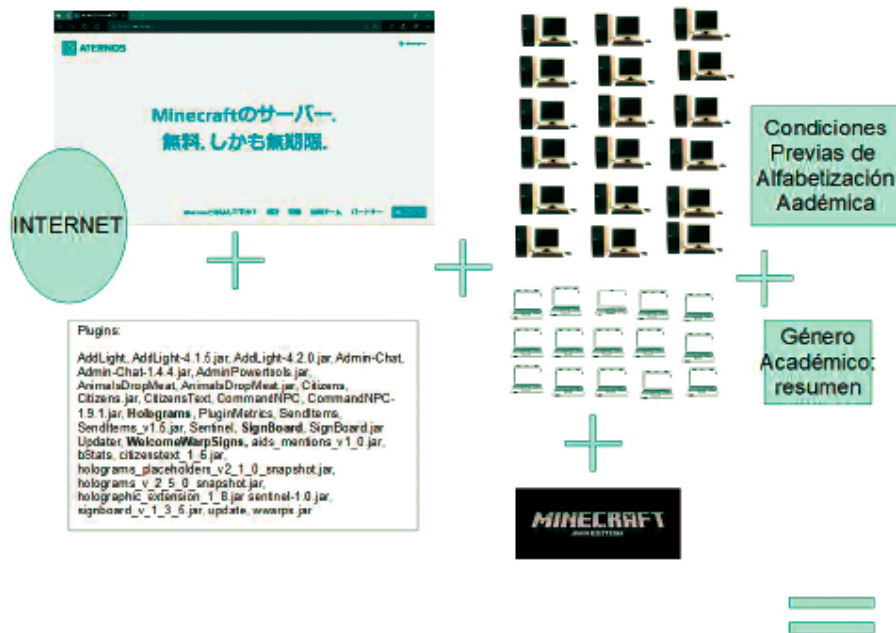 ATERNOS
Minecraftのサーバー.
無料.しかも無期限.
INTERNET
Condiciones
Previas de
Alfabetización
Aadémica
Plugins:
AddLight, AddLight-4.1.5.jar, AddLight-4.2.0.jar, Admin-Chat,
Admin-Chat-1.4.4.jar, AdminPowertools.jar,
AnimalsDropMeat, AnimalsDropMeat.jar, Citizens,
Citizens.jar, CitizensText, CommandNPC, CommandNPC-
1.9.1.jar, Holograms, PluginMetrics, SendItems,
SendItems_v1.5.jar, Sentinel, SignBoard, SignBoard.jar
Updater, WelcomeWarpSigns, aids_mentions_v1_0.jar,
bStats, citizenstext_1_6.jar,
holograms_placeholders_v2_1_0_snapshot.jar,
holograms_v_2_5_0_snapshot.jar,
holographic_extension_1_8.jar sentinel-1.0.jar,
signboard_v_1_3_5.jar, update, wwarps.jar
Género
Académico:
resumen
MINECRAFT
JAVA EDITION